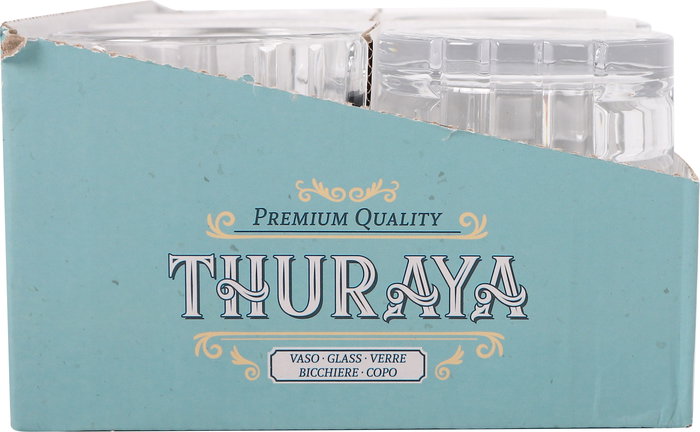 PREMIUM QUALITY
THURAYA
VASO · GLASS · VERRE
BICCHIERE · COPO